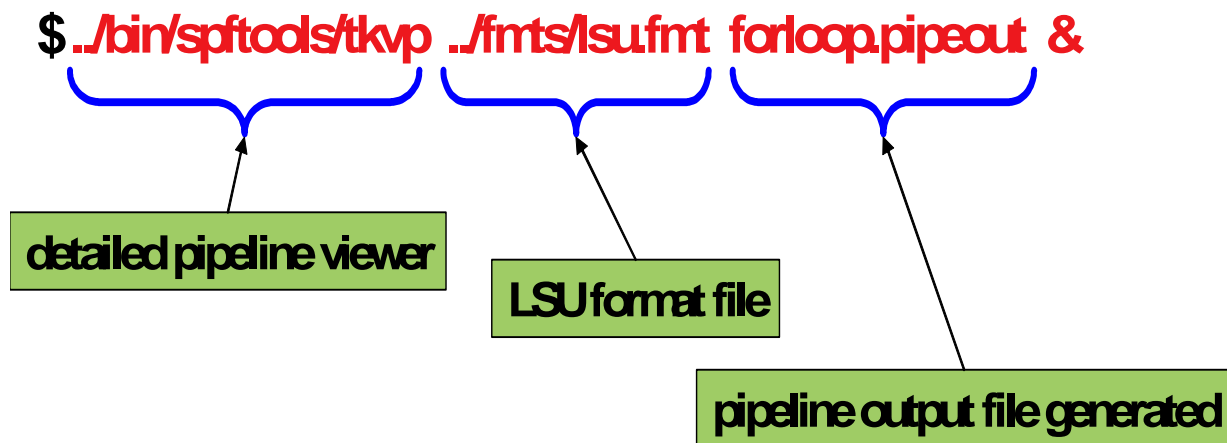 $ ../bin/spftools/tkvp ../fmts/lsu.fmt forloop.pipeout &
detailed pipeline viewer
LSU format file
pipeline output file generated